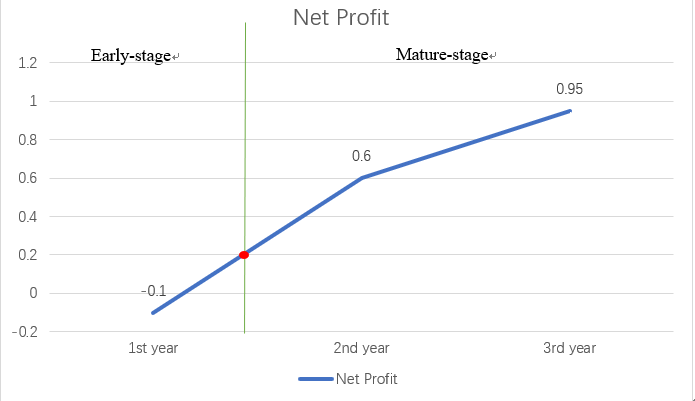 Net Profit
Early-stage↵
Mature-stage↵
1.2
1
0.8
0.6
0.4
0.2
0
-0.2
-0.1
0.6
0.95
1st year
2nd year
3rd year
Net Profit